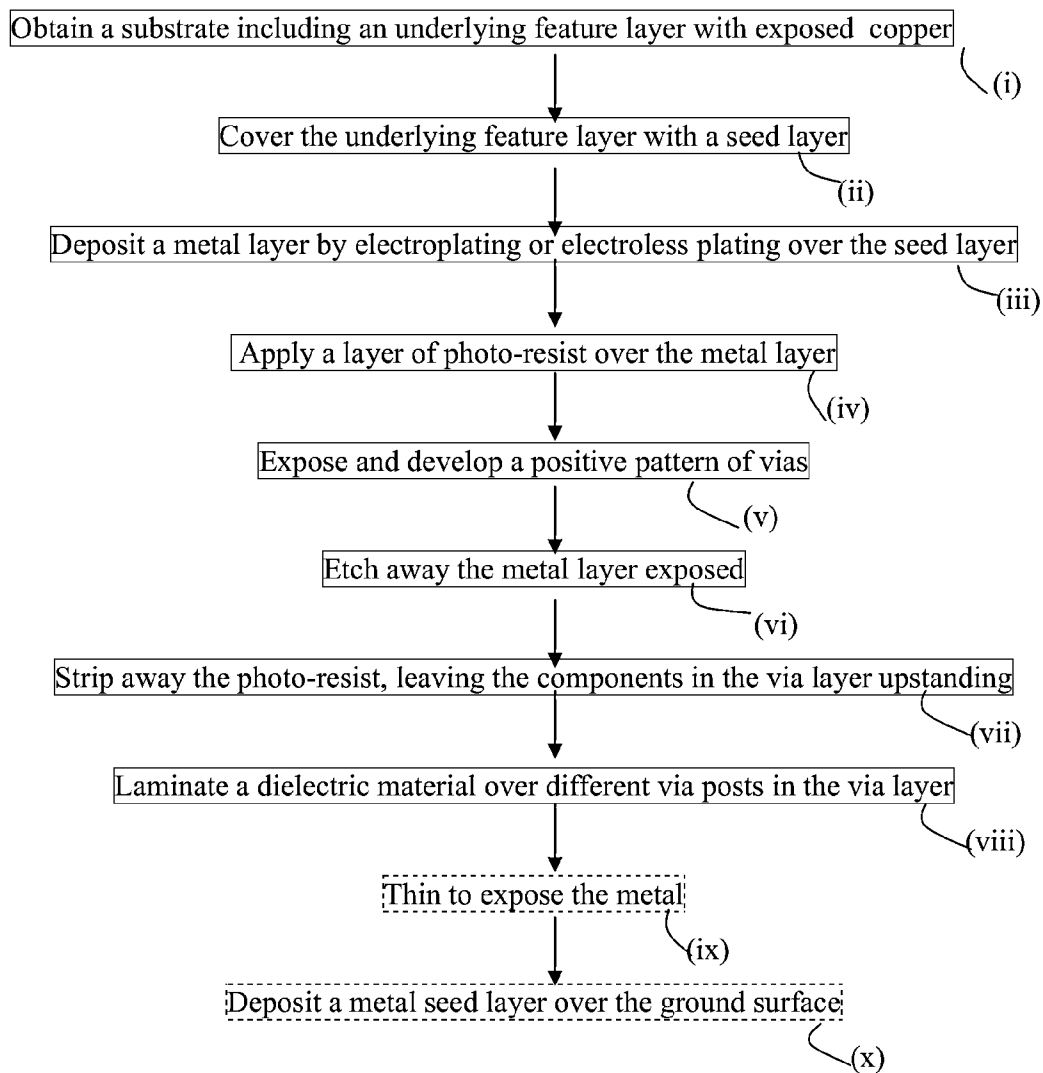 Obtain a substrate including an underlying feature layer with exposed copper
(i)
Cover the underlying feature layer with a seed layer
(ii)
Deposit a metal layer by electroplating or electroless plating over the seed layer
(iii)
Apply a layer of photo-resist over the metal layer
(iv)
Expose and develop a positive pattern of vias
(v)
Etch away the metal layer exposed
(vi)
Strip away the photo-resist, leaving the components in the via layer upstanding
(vii)
Laminate a dielectric material over different via posts in the via layer
(viii)
Thin to expose the metal
(ix)
Deposit a metal seed layer over the ground surface
(x)